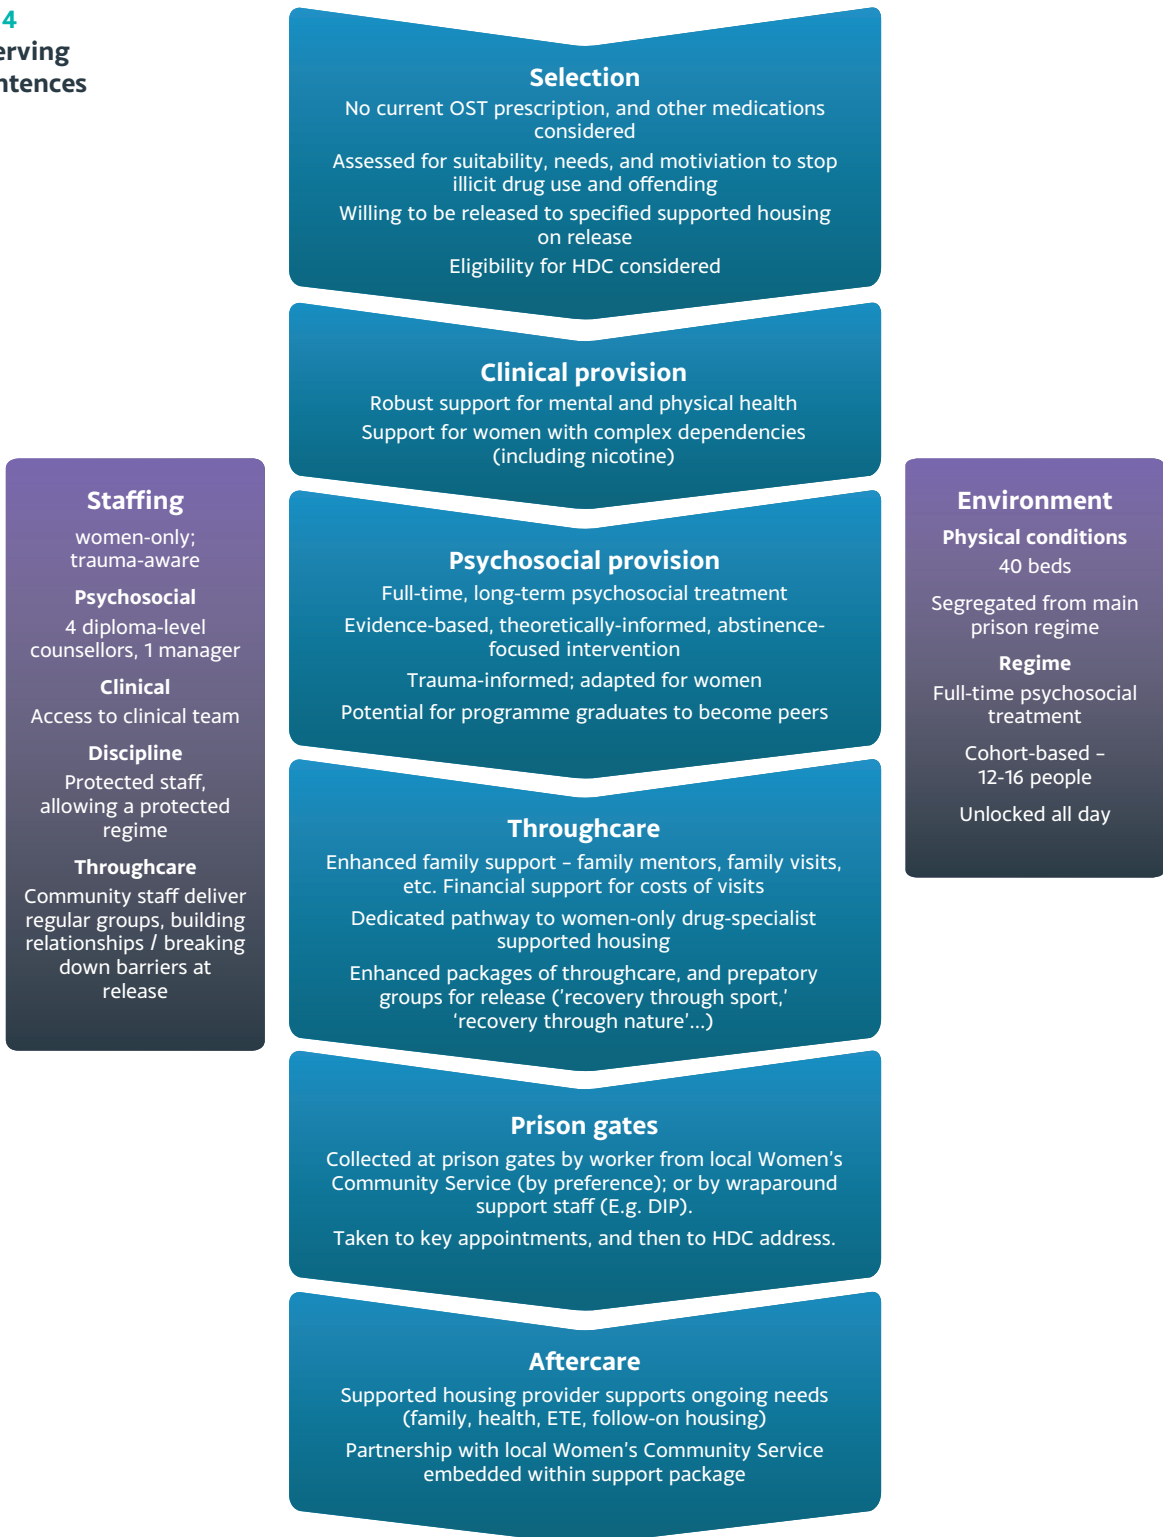 4
erving
ntences
Selection
No current OST prescription, and other medications
considered
Assessed for suitability, needs, and motiviation to stop
illicit drug use and offending
Willing to be released to specified supported housing
on release
Eligibility for HDC considered
Clinical provision
Robust support for mental and physical health
Support for women with complex dependencies
(including nicotine)
Staffing
women-only;
trauma-aware
Psychosocial
4 diploma-level
counsellors, 1 manager
Clinical
Access to clinical team
Discipline
Protected staff,
allowing a protected
regime
Throughcare
Community staff deliver
regular groups, building
relationships / breaking
down barriers at
release
Psychosocial provision
Full-time, long-term psychosocial treatment
Evidence-based, theoretically-informed, abstinence-
focused intervention
Trauma-informed; adapted for women
Potential for programme graduates to become peers
Environment
Physical conditions
40 beds
Segregated from main
prison regime
Regime
Full-time psychosocial
treatment
Cohort-based –
12-16 people
Unlocked all day
Throughcare
Enhanced family support – family mentors, family visits,
etc. Financial support for costs of visits
Dedicated pathway to women-only drug-specialist
supported housing
Enhanced packages of throughcare, and prepatory
groups for release (’recovery through sport,’
‘recovery through nature’...)
Prison gates
Collected at prison gates by worker from local Women’s
Community Service (by preference); or by wraparound
support staff (E.g. DIP).
Taken to key appointments, and then to HDC address.
Aftercare
Supported housing provider supports ongoing needs
(family, health, ETE, follow-on housing)
Partnership with local Women’s Community Service
embedded within support package